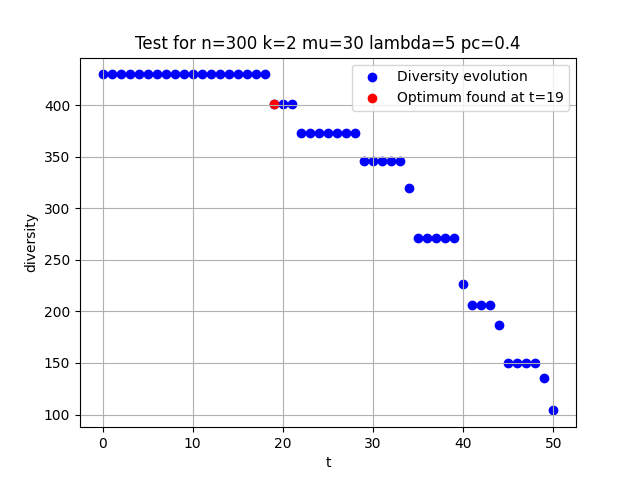 Test for n=300 k=2 mu=30 lambda=5 pc=0.4
Diversity evolution
Optimum found at t=19
400
350
300
250
200
150
100
diversity
0 10 20 30 40 50
t